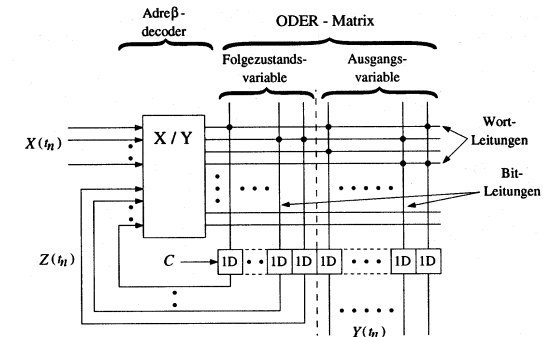 Adreβ-
decoder
ODER - Matrix
Folgezustands-
variable
Ausgangs-
variable
X / Y
X(tn)
Wort-
Leitungen
Bit-
Leitungen
Z(tn)
C
1D 1D 1D 1D 1D 1D
Y(tn)